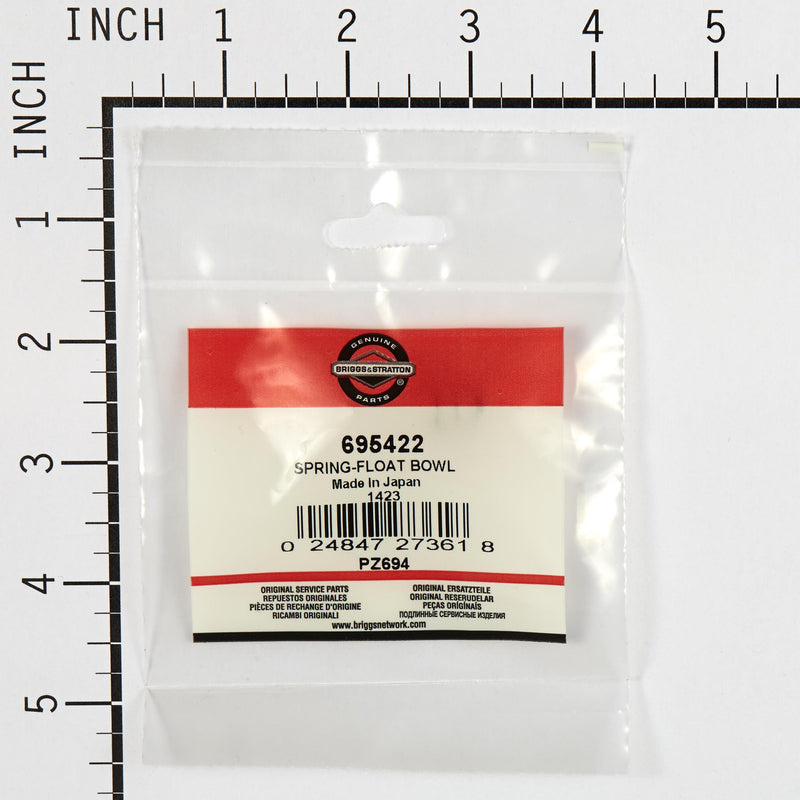 INCH 1 2 3 4 5
INCH
1
2
3
4
5
GENUINE
BRIGGS&STRATTON
®
PARTS
695422
SPRING-FLOAT BOWL
Made In Japan
1423
0 24847 27361 8
PZ694
ORIGINAL SERVICE PARTS
REPUESTOS ORIGINALES
PIÈCES DE RECHANGE D'ORIGINE
RICAMBI ORIGINALI
ORIGINAL ERSATZTEILE
ORIGINAL RESERUDELAR
PEÇAS ORÍGINAIS
ПОДЛИННЫЕ СЕРВИСНЫЕ ИЗДЕЛИЯ
www.briggsnetwork.com